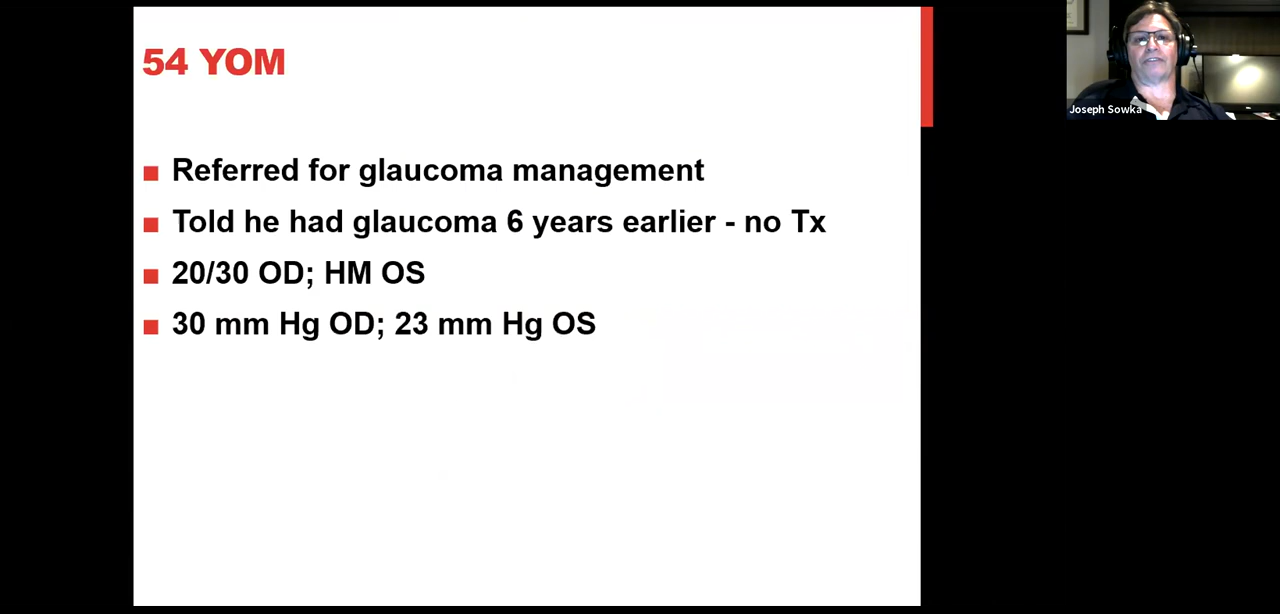 54 YOM
Referred for glaucoma management
Told he had glaucoma 6 years earlier - no Tx
20/30 OD; HM OS
30 mm Hg OD; 23 mm Hg OS
Joseph Sowka